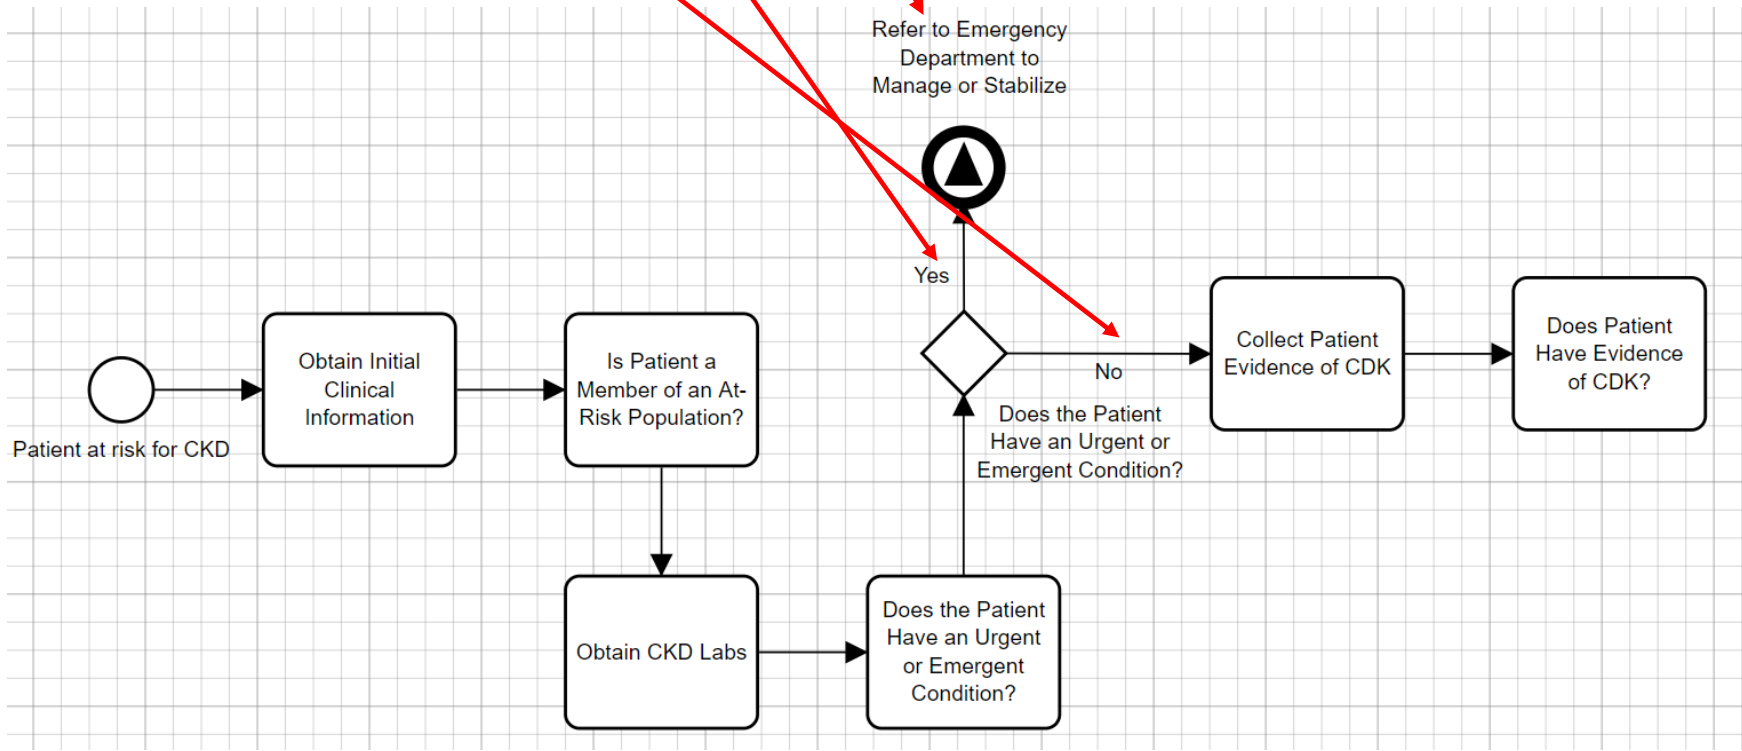 Refer to Emergency
Department to
Manage or Stabilize
Yes
No
Does the Patient
Have an Urgent or
Emergent Condition?
Patient at risk for CKD
Obtain Initial
Clinical
Information
Is Patient a
Member of an At-
Risk Population?
Obtain CKD Labs
Does the Patient
Have an Urgent
or Emergent
Condition?
Collect Patient
Evidence of CDK
Does Patient
Have Evidence
of CDK?